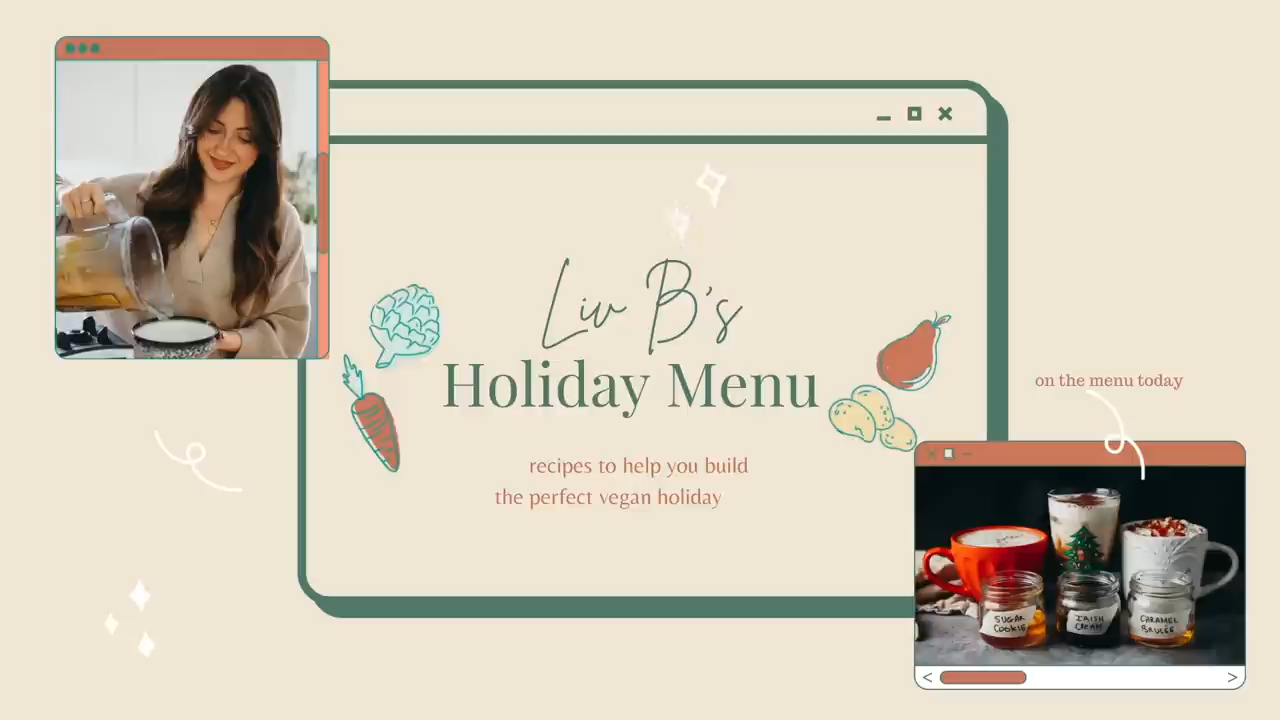 Liv B's
Holiday Menu
recipes to help you build
the perfect vegan holiday
on the menu today
SUGAR
COOKIE
IRISH
CREAM
CARAMEL
BRULÉE